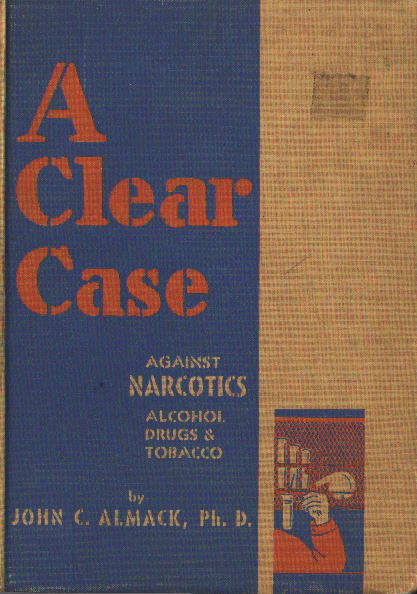 A
Clear
Case
AGAINST
NARCOTICS
ALCOHOL
DRUGS &
TOBACCO
by
JOHN C. ALMACK, Ph. D.